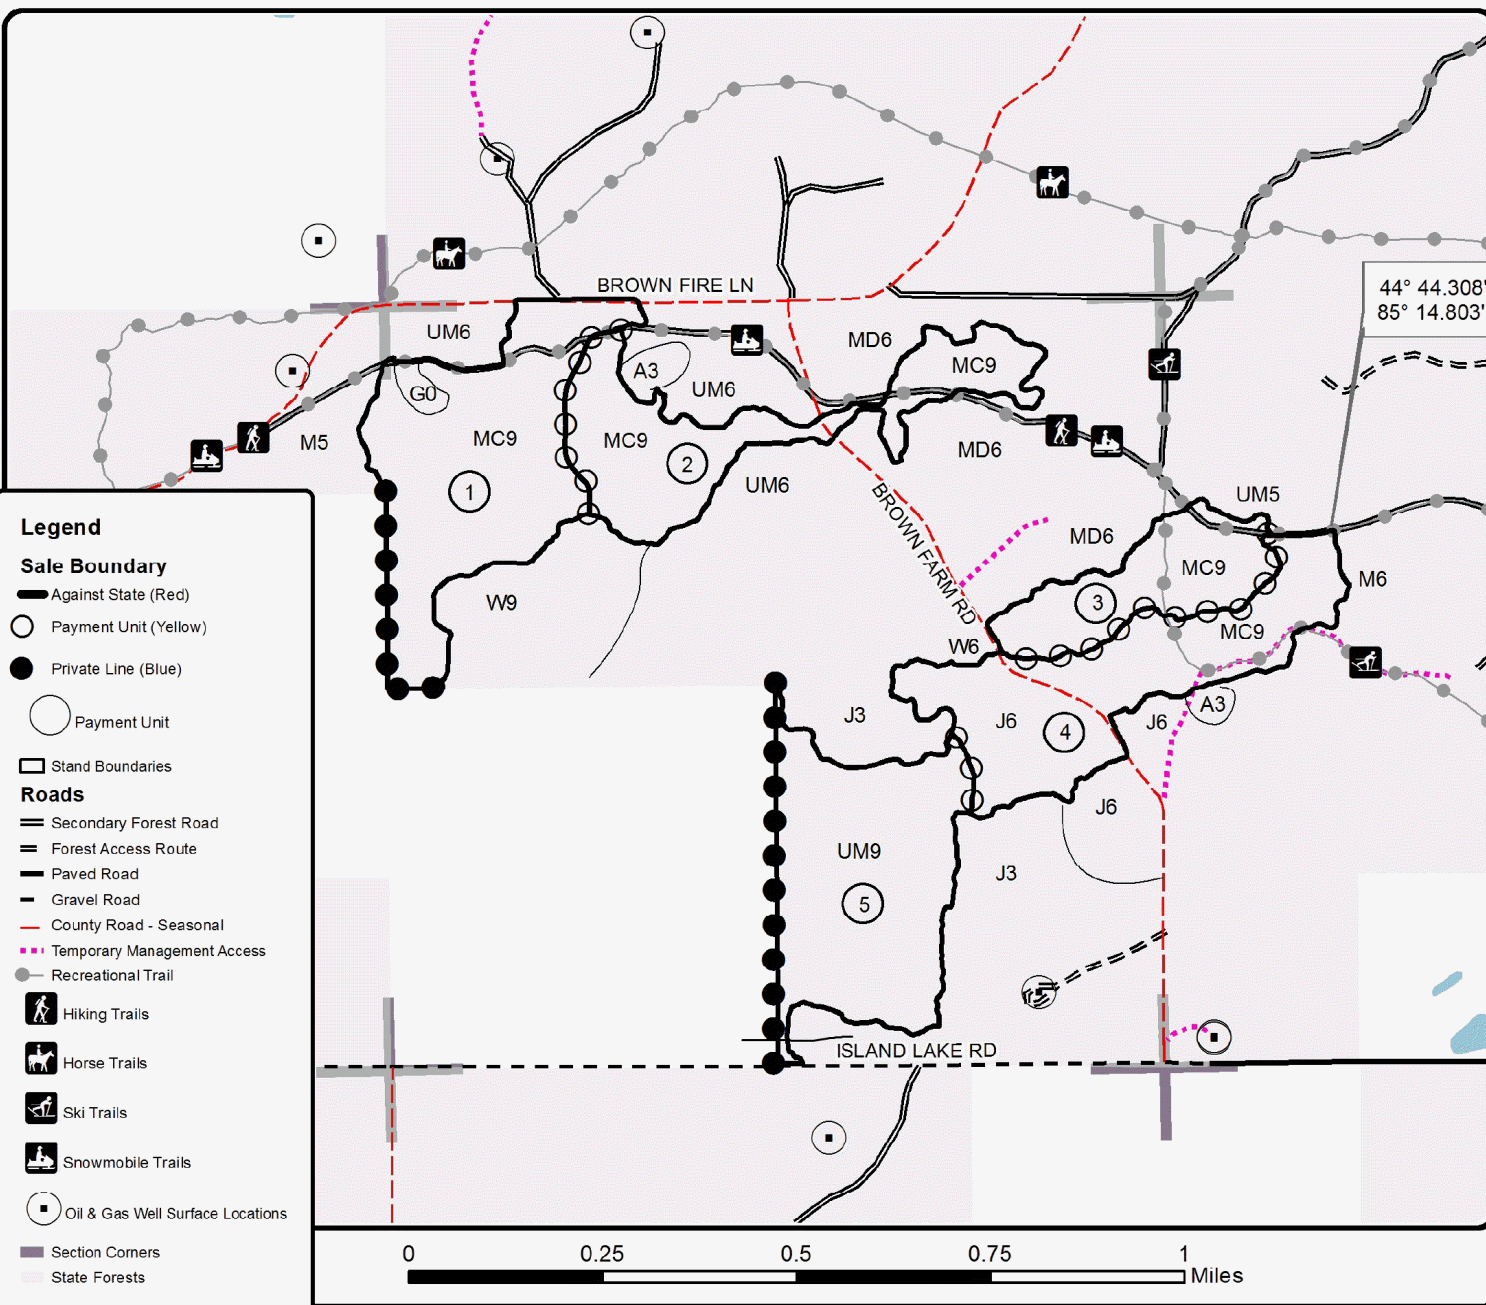 BROWN FIRE LN
44° 44.308'
85° 14.803'
UM6
MD6
MC9
A3
UM6
G0
M5
MC9
MC9
2
MD6
1
UM6
UM5
BROWN FARM RD
MD6
MC9
M6
W9
3
MC9
W6
A3
J3
J6
4
J6
J6
UM9
J3
5
ISLAND LAKE RD
Legend
Sale Boundary
Against State (Red)
Payment Unit (Yellow)
Private Line (Blue)
Payment Unit
Stand Boundaries
Roads
Secondary Forest Road
Forest Access Route
Paved Road
Gravel Road
County Road - Seasonal
Temporary Management Access
Recreational Trail
Hiking Trails
Horse Trails
Ski Trails
Snowmobile Trails
Oil & Gas Well Surface Locations
Section Corners
State Forests
0 0.25 0.5 0.75 1
Miles